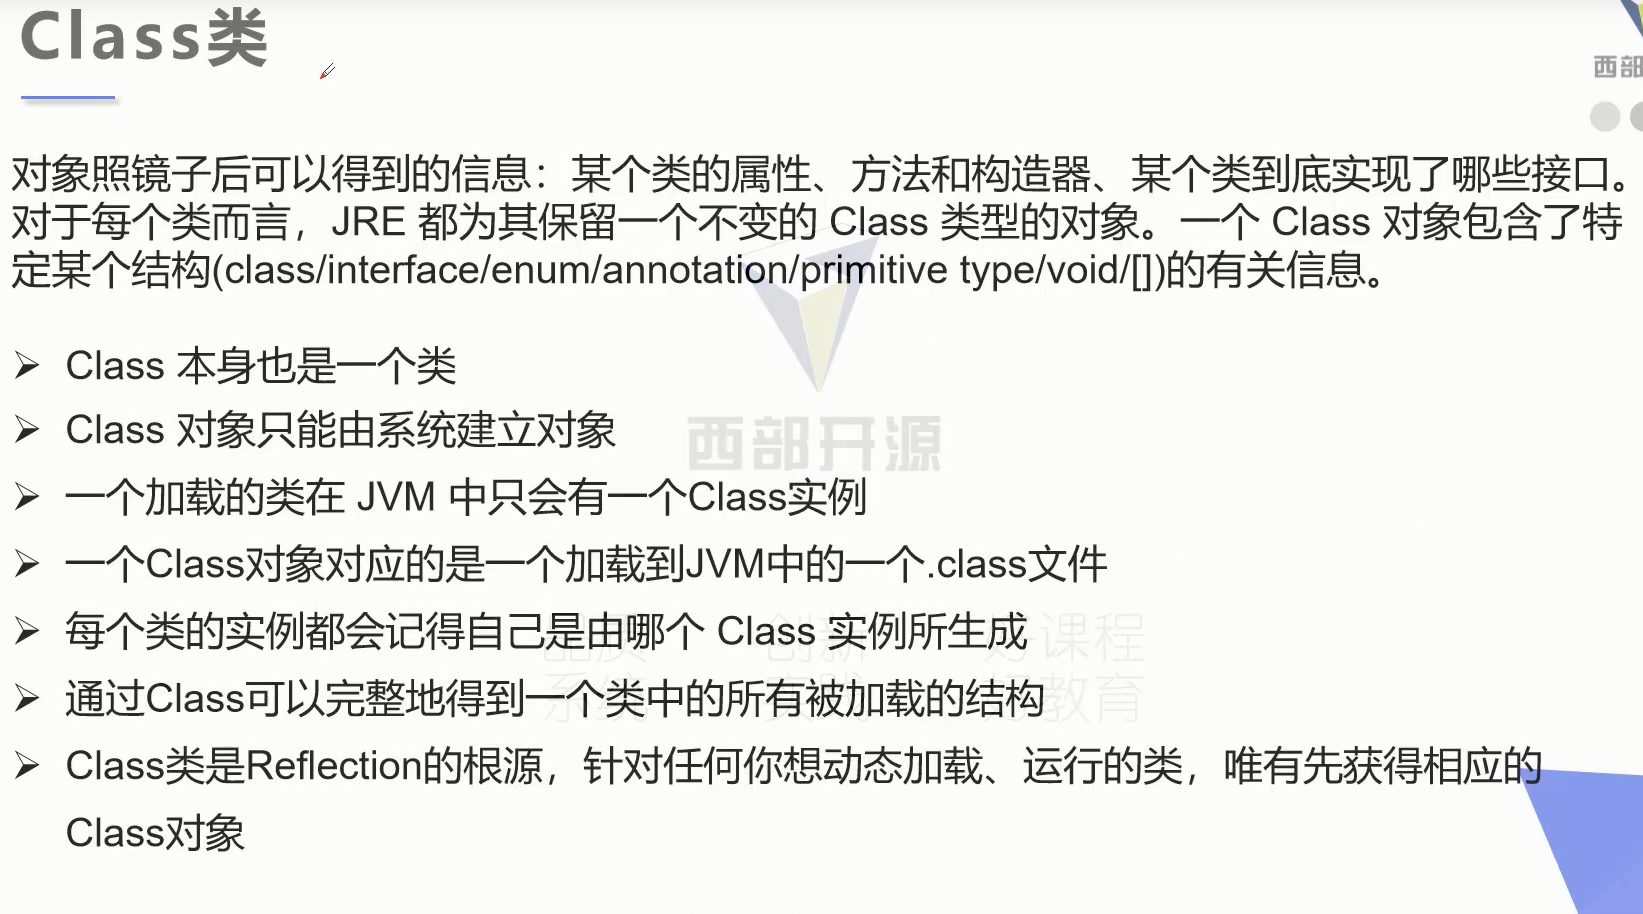 Class类
西部
对象照镜子后可以得到的信息：某个类的属性、方法和构造器、某个类到底实现了哪些接口。
对于每个类而言，JRE 都为其保留一个不变的 Class 类型的对象。一个 Class 对象包含了特
定某个结构(class/interface/enum/annotation/primitive type/void/[])的有关信息。
Class 本身也是一个类
Class 对象只能由系统建立对象
西部开源
一个加载的类在 JVM 中只会有一个Class实例
一个Class对象对应的是一个加载到JVM中的一个.class文件
每个类的实例都会记得自己是由哪个 Class 实例所生成
品质 创新 好课程
通过Class可以完整地得到一个类中的所有被加载的结构
系统 实践 好教育
Class类是Reflection的根源，针对任何你想动态加载、运行的类，唯有先获得相应的
Class对象